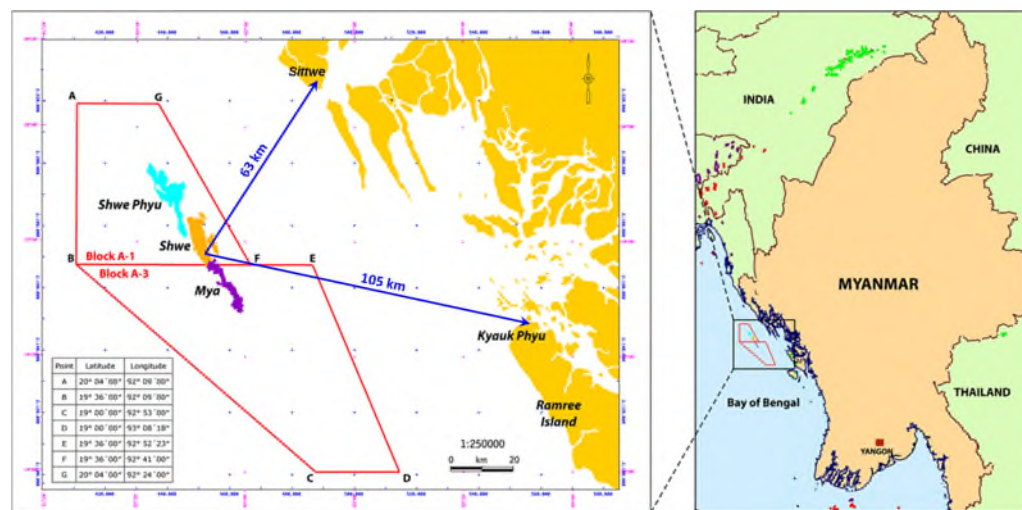 Sittwe
A
G
63 km
Shwe Phyu
Shwe
B
Block A-1
F
E
Block A-3
Mya
105 km
Kyauk Phyu
Ramree
Island
Point Latitude Longitude
A 20° 04´00" 92° 09´00"
B 19° 36´00" 92° 09´00"
C 19° 00´00" 92° 53´00"
D 19° 00´00" 93° 08´18"
E 19° 36´00" 92° 52´23"
F 19° 36´00" 92° 41´00"
G 20° 04´00" 92° 24´00"
1:250000
0 km 20
C
D
INDIA
CHINA
MYANMAR
THAILAND
Bay of Bengal
YANGON